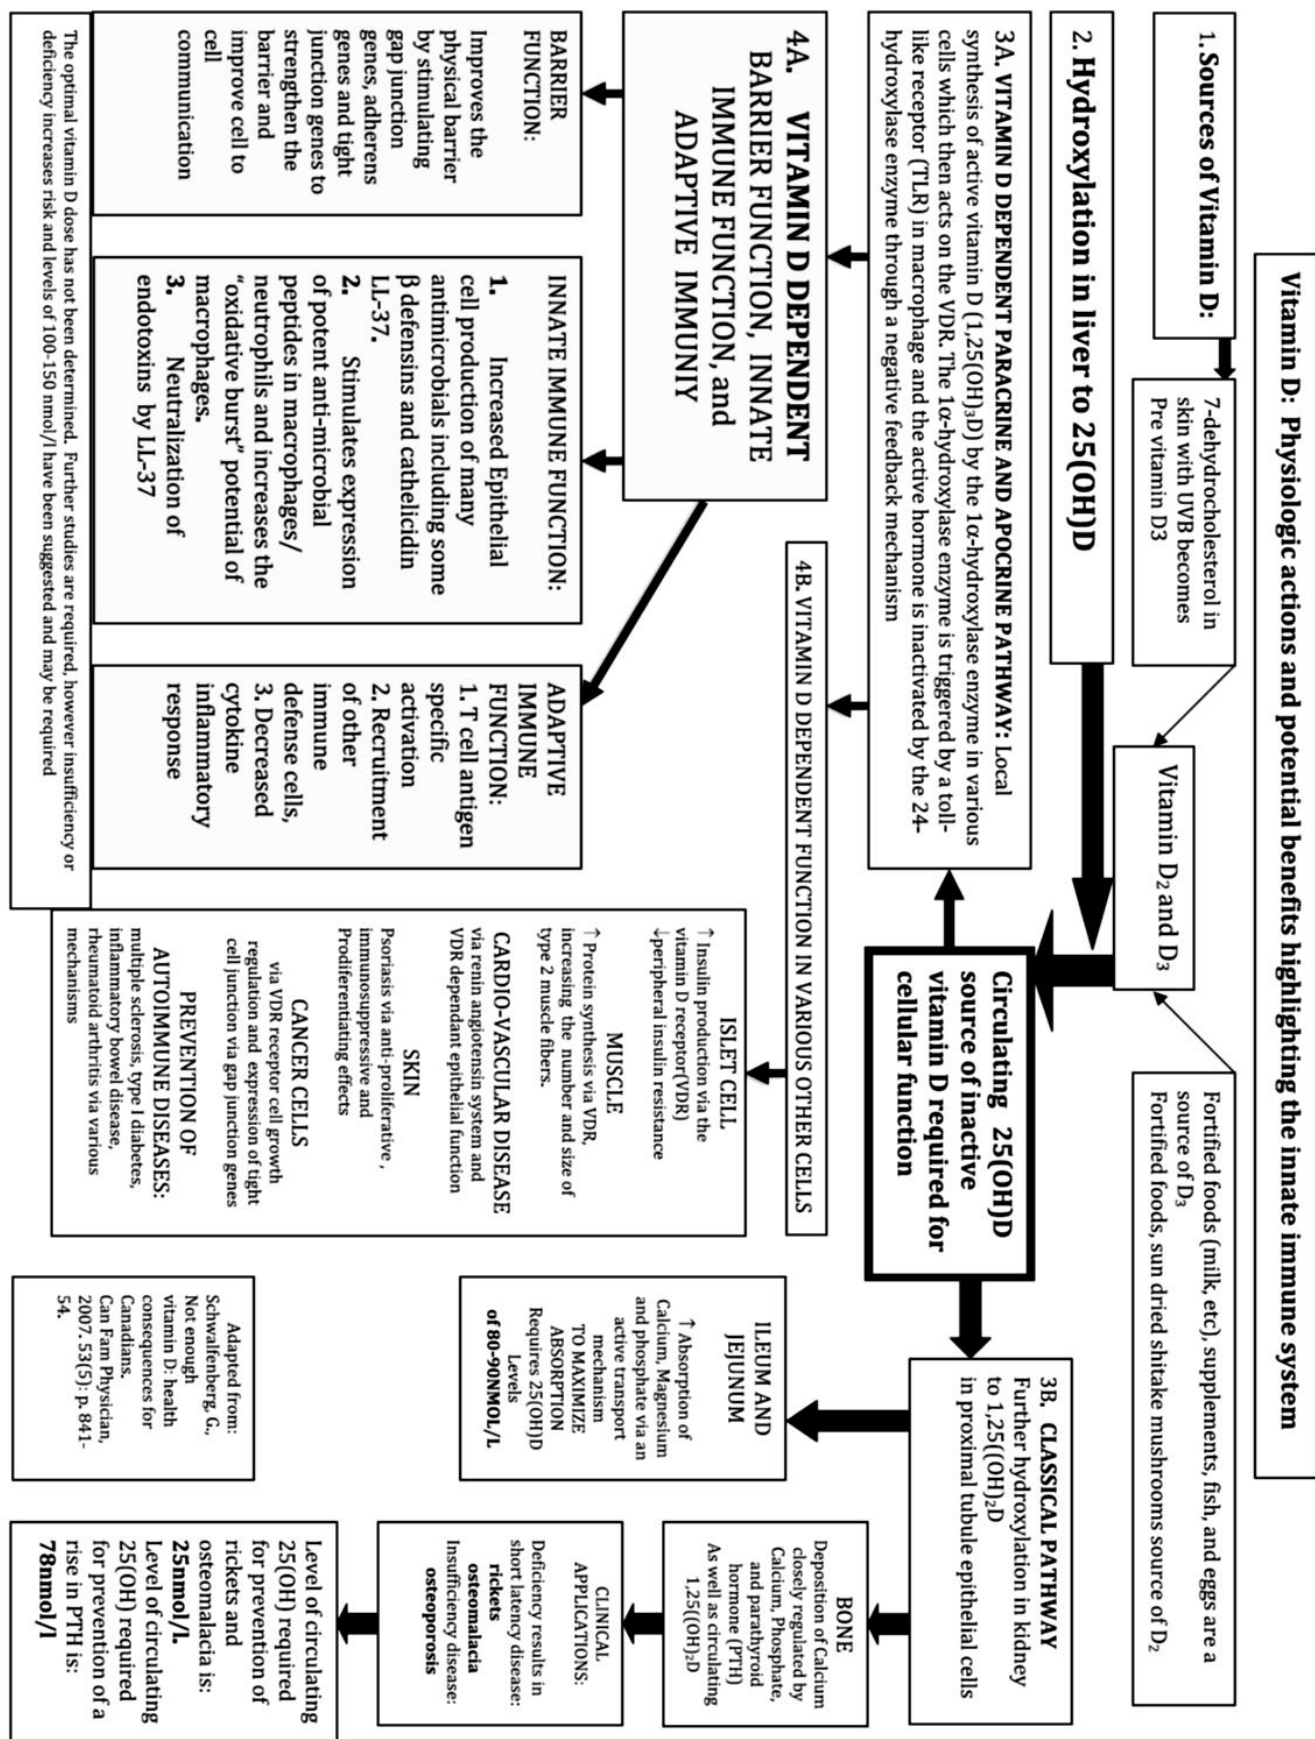 Vitamin D: Physiologic actions and potential benefits highlighting the innate immune system
1. Sources of Vitamin D:
7-dehydrocholesterol in
skin with UVB becomes
Pre vitamin D3
Vitamin D₂ and D₃
Fortified foods (milk, etc), supplements, fish, and eggs are a
source of D₃
Fortified foods, sun dried shitake mushrooms source of D₂
2. Hydroxylation in liver to 25(OH)D
Circulating 25(OH)D
source of inactive
vitamin D required for
cellular function
3A. VITAMIN D DEPENDENT PARACRINE AND APOCRINE PATHWAY: Local
synthesis of active vitamin D (1,25(OH)₃D) by the 1α-hydroxylase enzyme in various
cells which then acts on the VDR. The 1α-hydroxylase enzyme is triggered by a toll-
like receptor (TLR) in macrophage and the active hormone is inactivated by the 24-
hydroxylase enzyme through a negative feedback mechanism
3B. CLASSICAL PATHWAY
Further hydroxylation in kidney
to 1,25((OH)₂D
in proximal tubule epithelial cells
4A. VITAMIN D DEPENDENT
BARRIER FUNCTION, INNATE
IMMUNE FUNCTION, and
ADAPTIVE IMMUNIY
4B. VITAMIN D DEPENDENT FUNCTION IN VARIOUS OTHER CELLS
BARRIER
FUNCTION:
Improves the
physical barrier
by stimulating
gap junction
genes, adherens
genes and tight
junction genes to
strengthen the
barrier and
improve cell to
cell
communication
INNATE IMMUNE FUNCTION:
1. Increased Epithelial
cell production of many
antimicrobials including some
β defensins and cathelicidin
LL-37.
2. Stimulates expression
of potent anti-microbial
peptides in macrophages/
neutrophils and increases the
"oxidative burst" potential of
macrophages.
3. Neutralization of
endotoxins by LL-37
ADAPTIVE
IMMUNE
FUNCTION:
1. T cell antigen
specific
activation
2. Recruitment
of other
immune
defense cells,
3. Decreased
cytokine
inflammatory
response
ISLET CELL
↑ Insulin production via the
vitamin D receptor(VDR)
↓peripheral insulin resistance
MUSCLE
↑ Protein synthesis via VDR,
increasing the number and size of
type 2 muscle fibers.
CARDIO-VASCULAR DISEASE
via renin angiotensin system and
VDR dependant epithelial function
SKIN
Psoriasis via anti-proliferative ,
immunosuppressive and
Prodiferentiating effects
CANCER CELLS
via VDR receptor cell growth
regulation and expression of tight
cell junction via gap junction genes
PREVENTION OF
AUTOIMMUNE DISEASES:
multiple sclerosis, type I diabetes,
inflammatory bowel disease,
rheumatoid arthritis via various
mechanisms
ILEUM AND
JEJUNUM
↑ Absorption of
Calcium, Magnesium
and phosphate via an
active transport
mechanism
TO MAXIMIZE
ABSORPTION
Requires 25(OH)D
Levels
of 80-90NMOL/L
BONE
Deposition of Calcium
closely regulated by
Calcium, Phosphate,
and parathyroid
hormone (PTH)
As well as circulating
1,25((OH)₂D
CLINICAL
APPLICATIONS:
Deficiency results in
short latency disease:
rickets
osteomalacia
Insufficiency disease:
osteoporosis
Level of circulating
25(OH) required
for prevention of
rickets and
osteomalacia is:
25nmol/l.
Level of circulating
25(OH) required
for prevention of a
rise in PTH is:
78nmol/l
Adapted from:
Schwalfenberg, G.,
Not enough
vitamin D: health
consequences for
Canadians.
Can Fam Physician,
2007. 53(5): p. 841-
54.
The optimal vitamin D dose has not been determined. Further studies are required, however insufficiency or
deficiency increases risk and levels of 100-150 nmol/l have been suggested and may be required